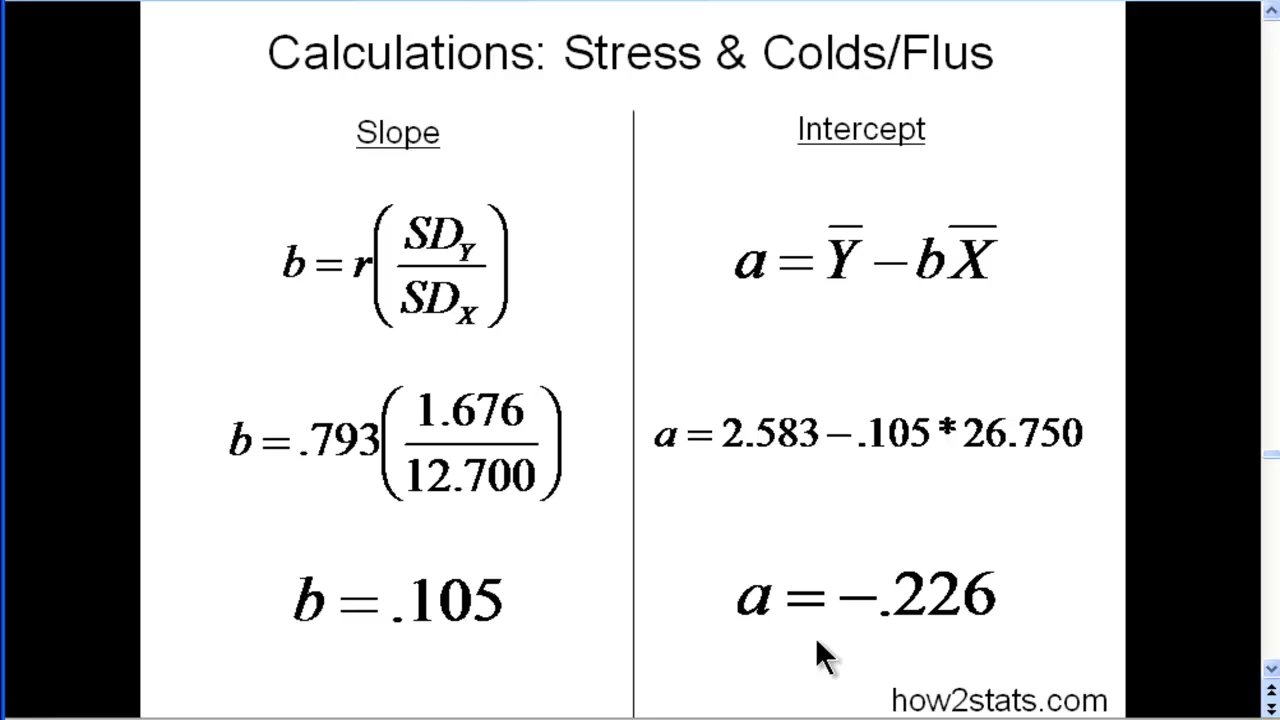 Calculations: Stress & Colds/Flus
Slope
b = r(SD_Y / SD_X)
b = .793(1.676 / 12.700)
b = .105
Intercept
a = Y̅ − bX̅
a = 2.583 − .105 * 26.750
a = −.226
how2stats.com